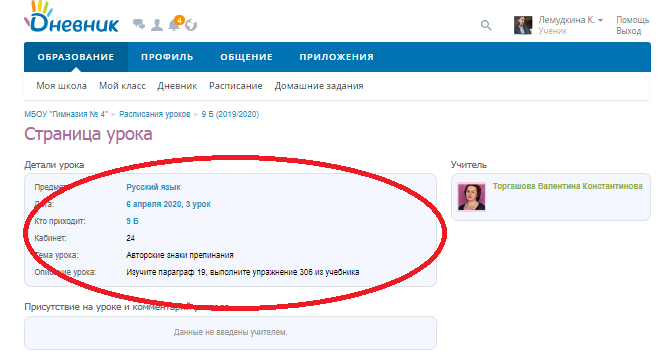 Дневник
4
Лемудкина К.
Ученик
Помощь
Выход
ОБРАЗОВАНИЕ ПРОФИЛЬ ОБЩЕНИЕ ПРИЛОЖЕНИЯ
Моя школа Мой класс Дневник Расписание Домашние задания
МБОУ "Гимназия № 4" > Расписания уроков > 9 Б (2019/2020)
Страница урока
Детали урока
Предмет: Русский язык
Дата: 6 апреля 2020, 3 урок
Кто приходит: 9 Б
Кабинет: 24
Тема урока: Авторские знаки препинания
Описание урока: Изучите параграф 19, выполните упражнение 306 из учебника
Учитель
Торгашова Валентина Константинова
Присутствие на уроке и комментарий
Данные не введены учителем.